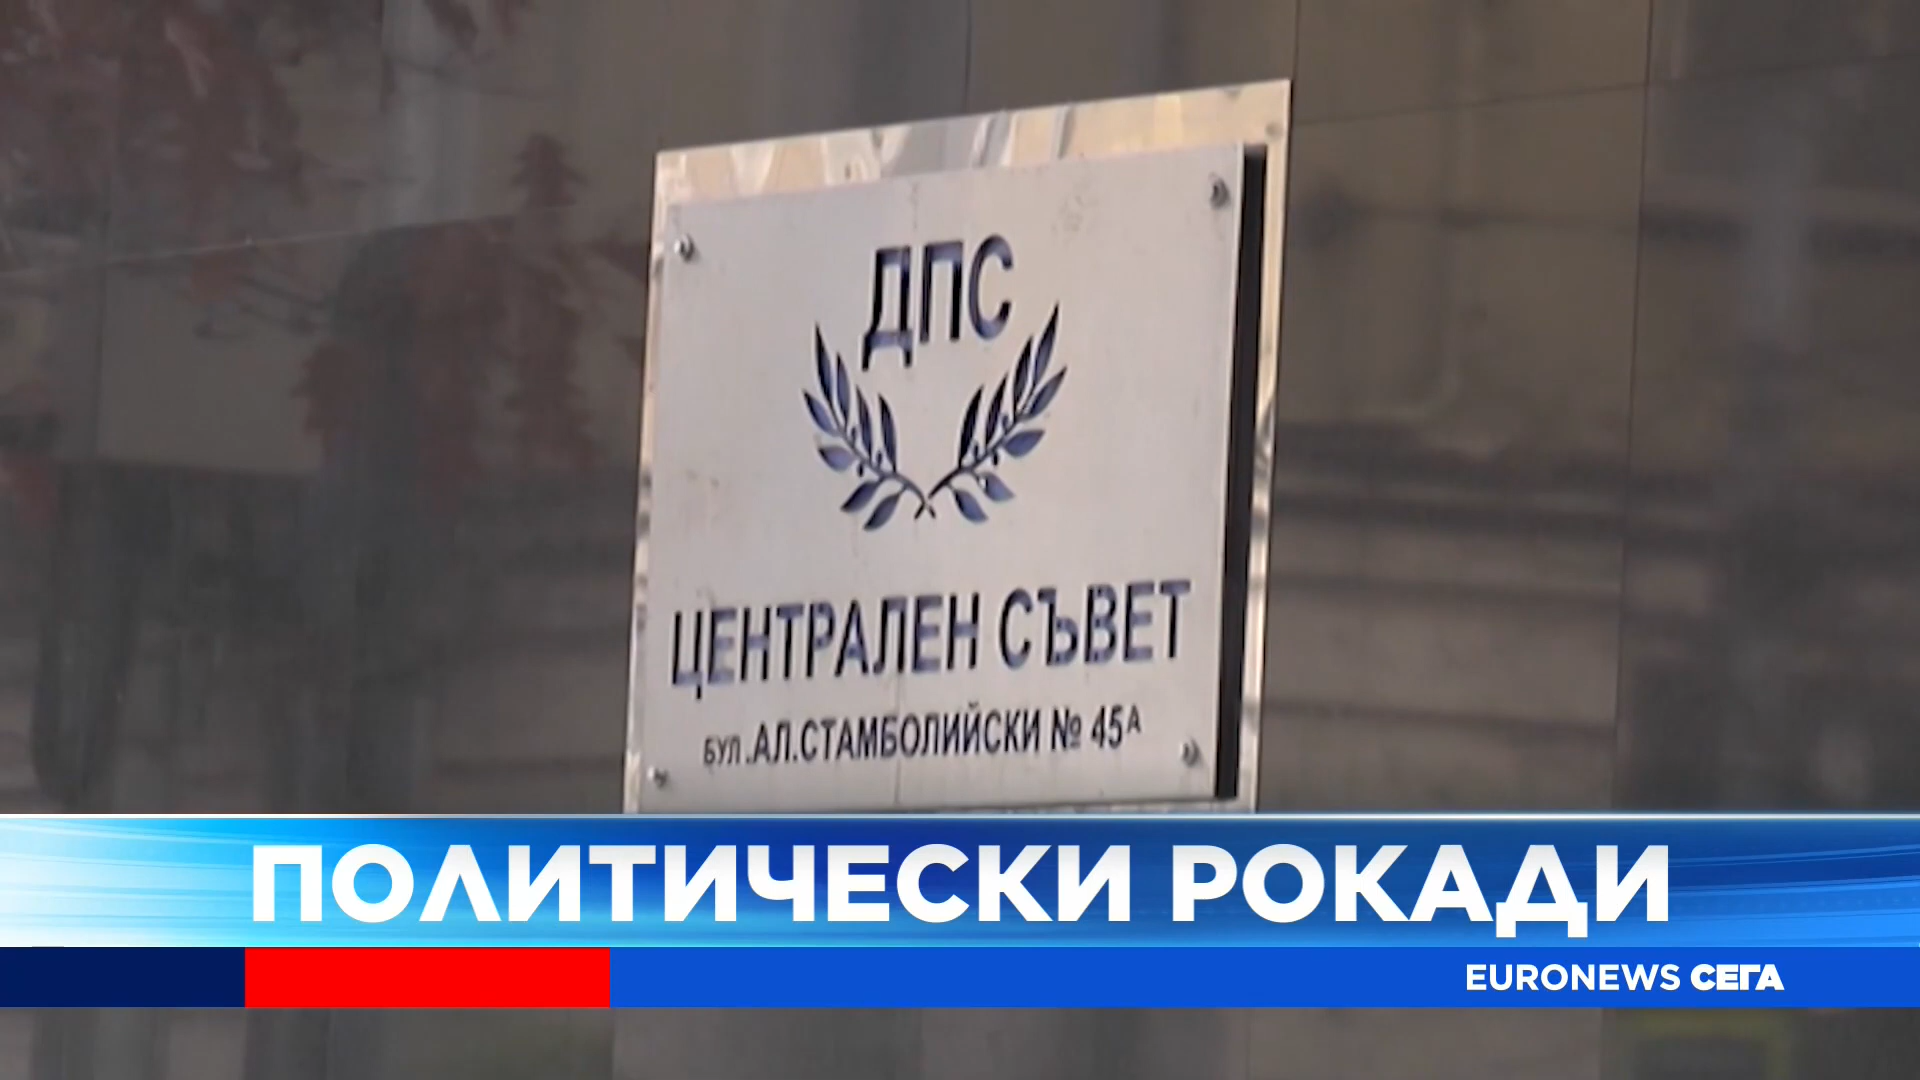 ДПС
ЦЕНТРАЛЕН СЪВЕТ
БУЛ.АЛ.СТАМБОЛИЙСКИ № 45А
ПОЛИТИЧЕСКИ РОКАДИ
EURONEWS СЕГА